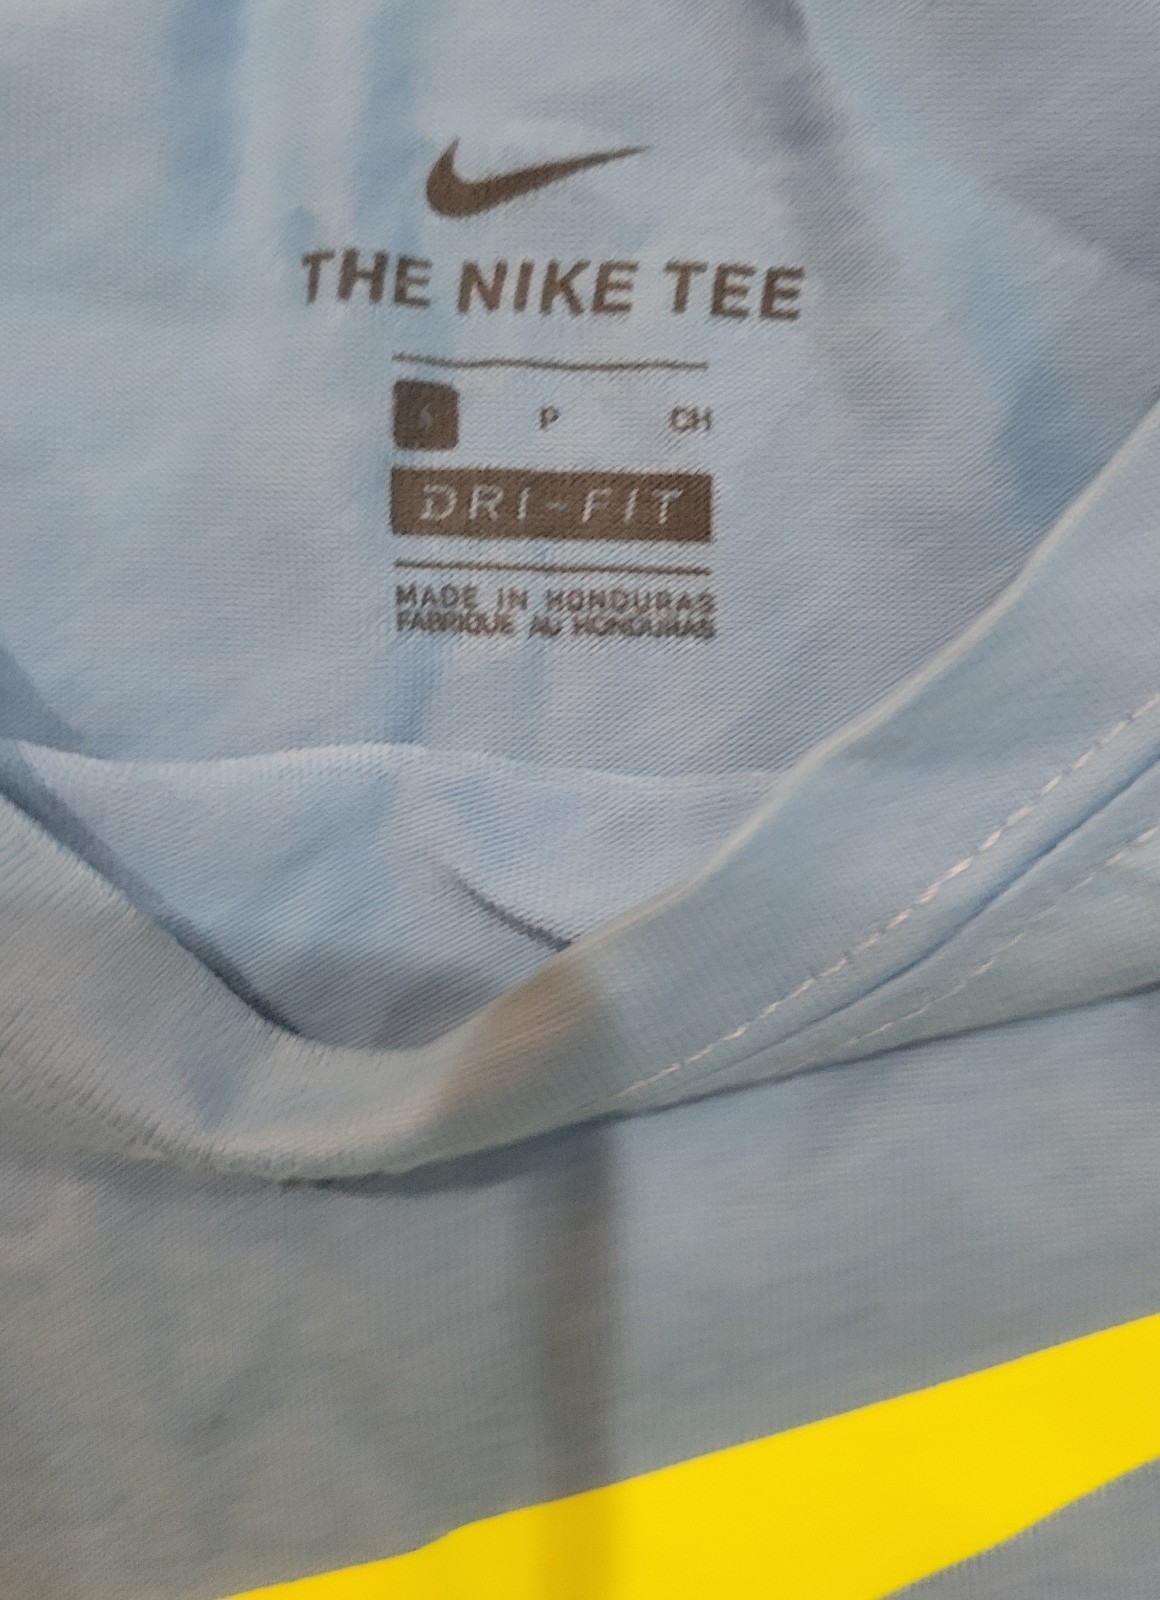 THE NIKE TEE
P CH
DRI-FIT
MADE IN HONDURAS
FABRIQUE AU HONDURAS